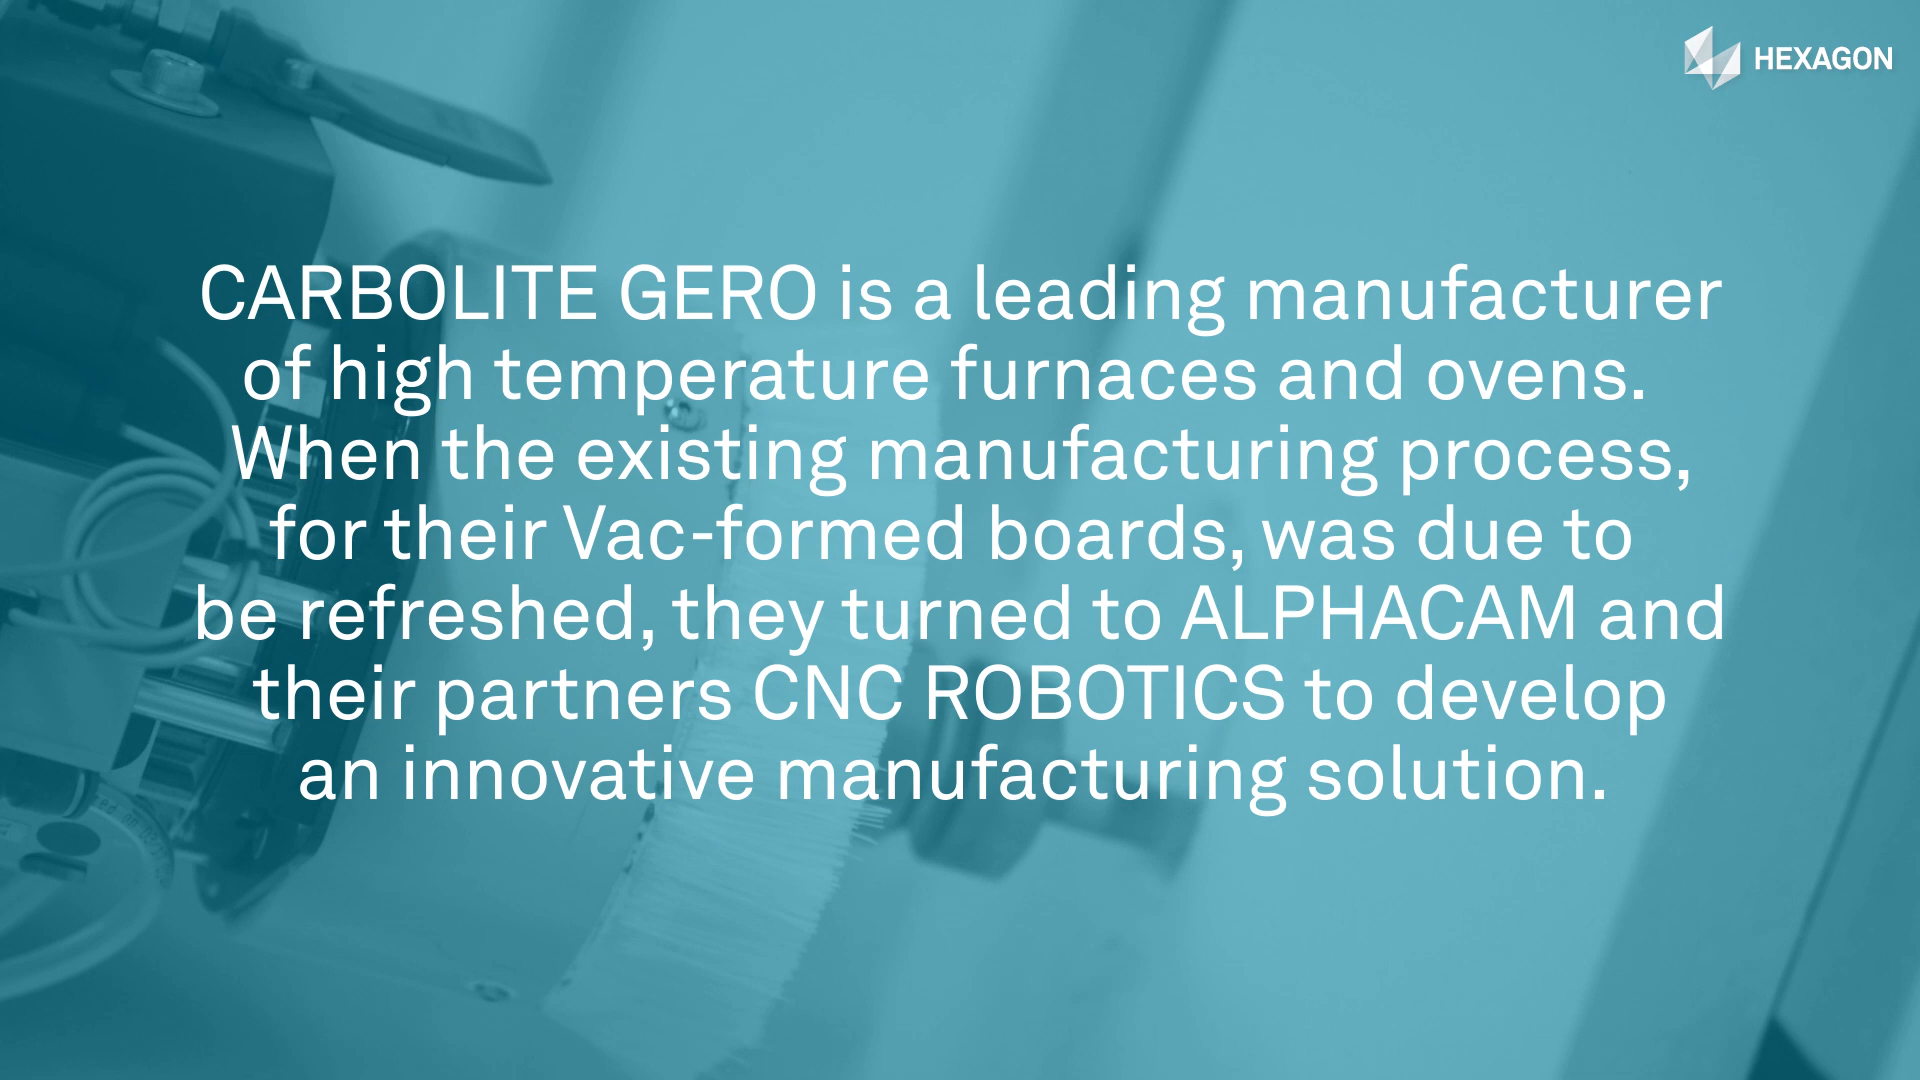 HEXAGON
CARBOLITE GERO is a leading manufacturer
of high temperature furnaces and ovens.
When the existing manufacturing process,
for their Vac-formed boards, was due to
be refreshed, they turned to ALPHACAM and
their partners CNC ROBOTICS to develop
an innovative manufacturing solution.